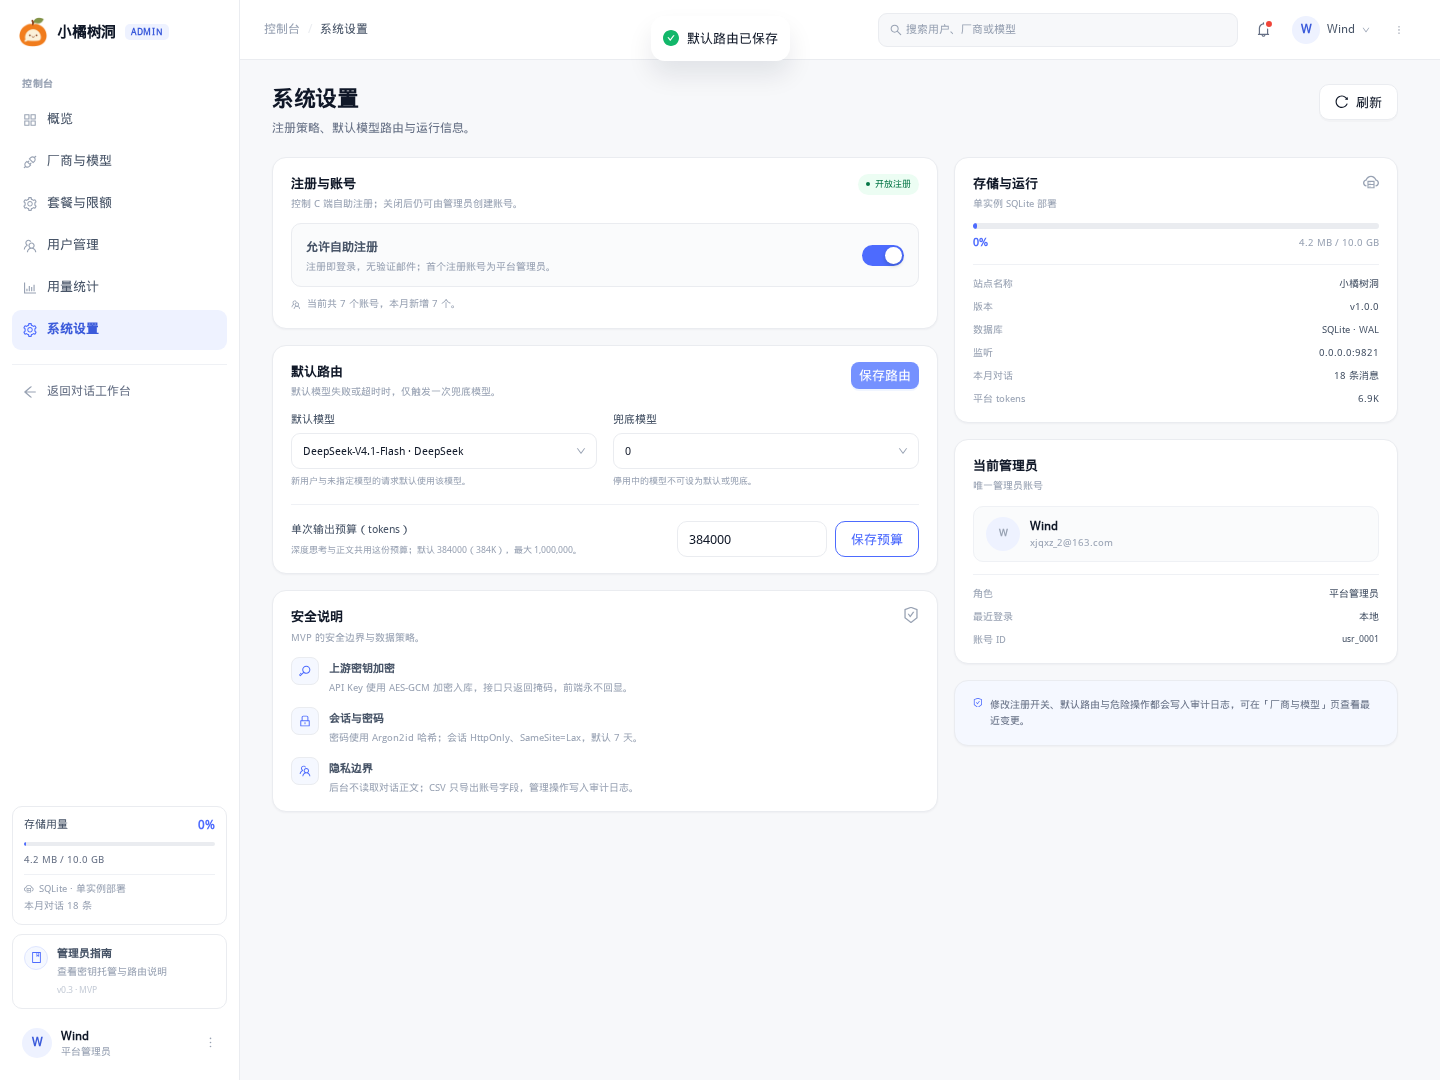 小橘树洞 ADMIN
控制台
概览
厂商与模型
套餐与限额
用户管理
用量统计
系统设置
返回对话工作台
存储用量 0%
4.2 MB / 10.0 GB
SQLite · 单实例部署
本月对话 18 条
管理员指南
查看密钥托管与路由说明
v0.3 · MVP
W Wind
平台管理员
控制台 / 系统设置
默认路由已保存
搜索用户、厂商或模型
W Wind
系统设置
注册策略、默认模型路由与运行信息。
刷新
注册与账号
开放注册
控制 C 端自助注册；关闭后仍可由管理员创建账号。
允许自助注册
注册即登录，无验证邮件；首个注册账号为平台管理员。
当前共 7 个账号，本月新增 7 个。
默认路由
保存路由
默认模型失败或超时时，仅触发一次兜底模型。
默认模型
兜底模型
DeepSeek-V4.1-Flash · DeepSeek
0
新用户与未指定模型的请求默认使用该模型。
停用中的模型不可设为默认或兜底。
单次输出预算（tokens）
深度思考与正文共用这份预算；默认 384000（384K），最大 1,000,000。
384000
保存预算
安全说明
MVP 的安全边界与数据策略。
上游密钥加密
API Key 使用 AES-GCM 加密入库，接口只返回掩码，前端永不回显。
会话与密码
密码使用 Argon2id 哈希；会话 HttpOnly、SameSite=Lax，默认 7 天。
隐私边界
后台不读取对话正文；CSV 只导出账号字段，管理操作写入审计日志。
存储与运行
单实例 SQLite 部署
0% 4.2 MB / 10.0 GB
站点名称 小橘树洞
版本 v1.0.0
数据库 SQLite · WAL
监听 0.0.0.0:9821
本月对话 18 条消息
平台 tokens 6.9K
当前管理员
唯一管理员账号
W Wind
xjqxz_2@163.com
角色 平台管理员
最近登录 本地
账号 ID usr_0001
修改注册开关、默认路由与危险操作都会写入审计日志，可在「厂商与模型」页查看最
近变更。